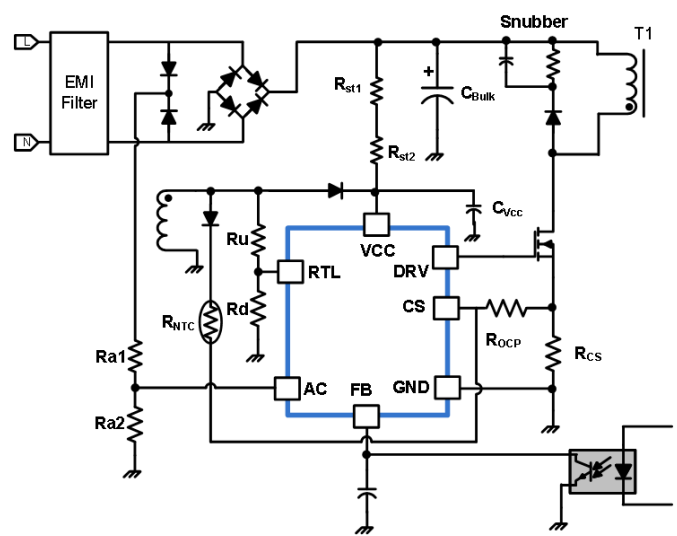 Snubber
T1
L
EMI
Filter
N
Rst1
+
CBulk
Rst2
CVcc
VCC
Ru
DRV
RTL
CS
Rd
RNTC
ROCP
RCS
Ra1
AC
FB
GND
Ra2